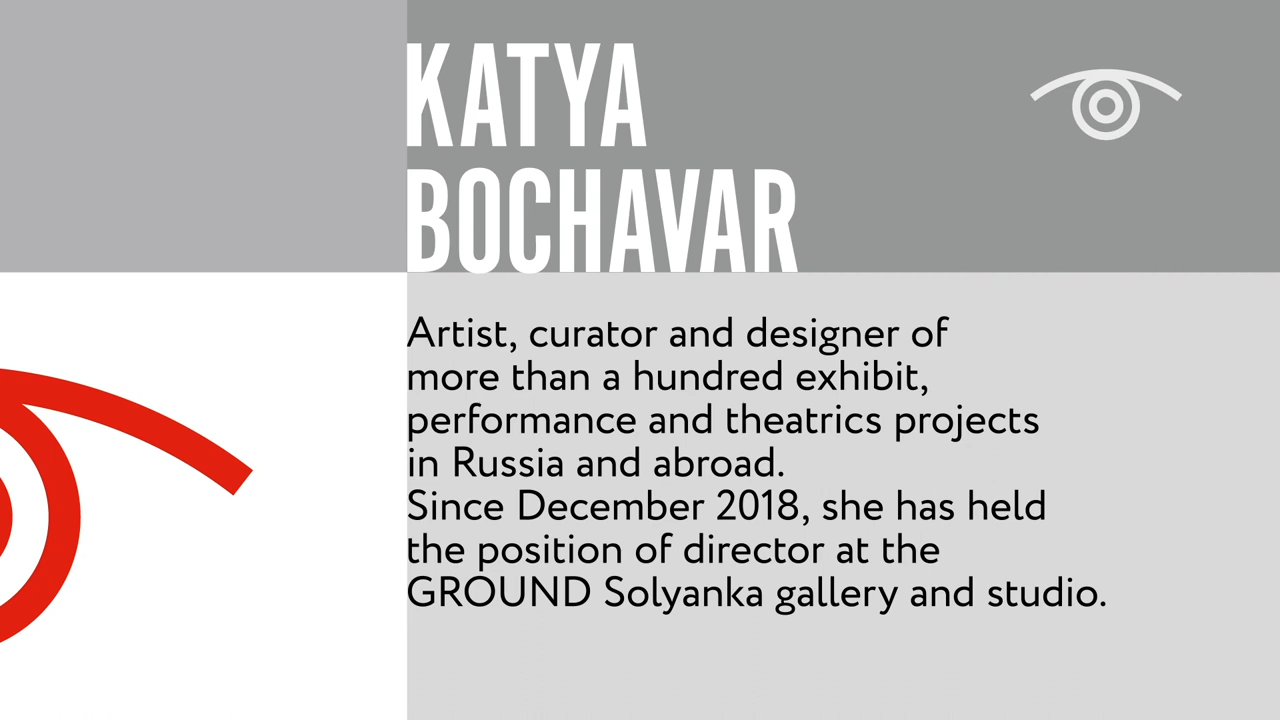 KATYA
BOCHAVAR
Artist, curator and designer of
more than a hundred exhibit,
performance and theatrics projects
in Russia and abroad.
Since December 2018, she has held
the position of director at the
GROUND Solyanka gallery and studio.